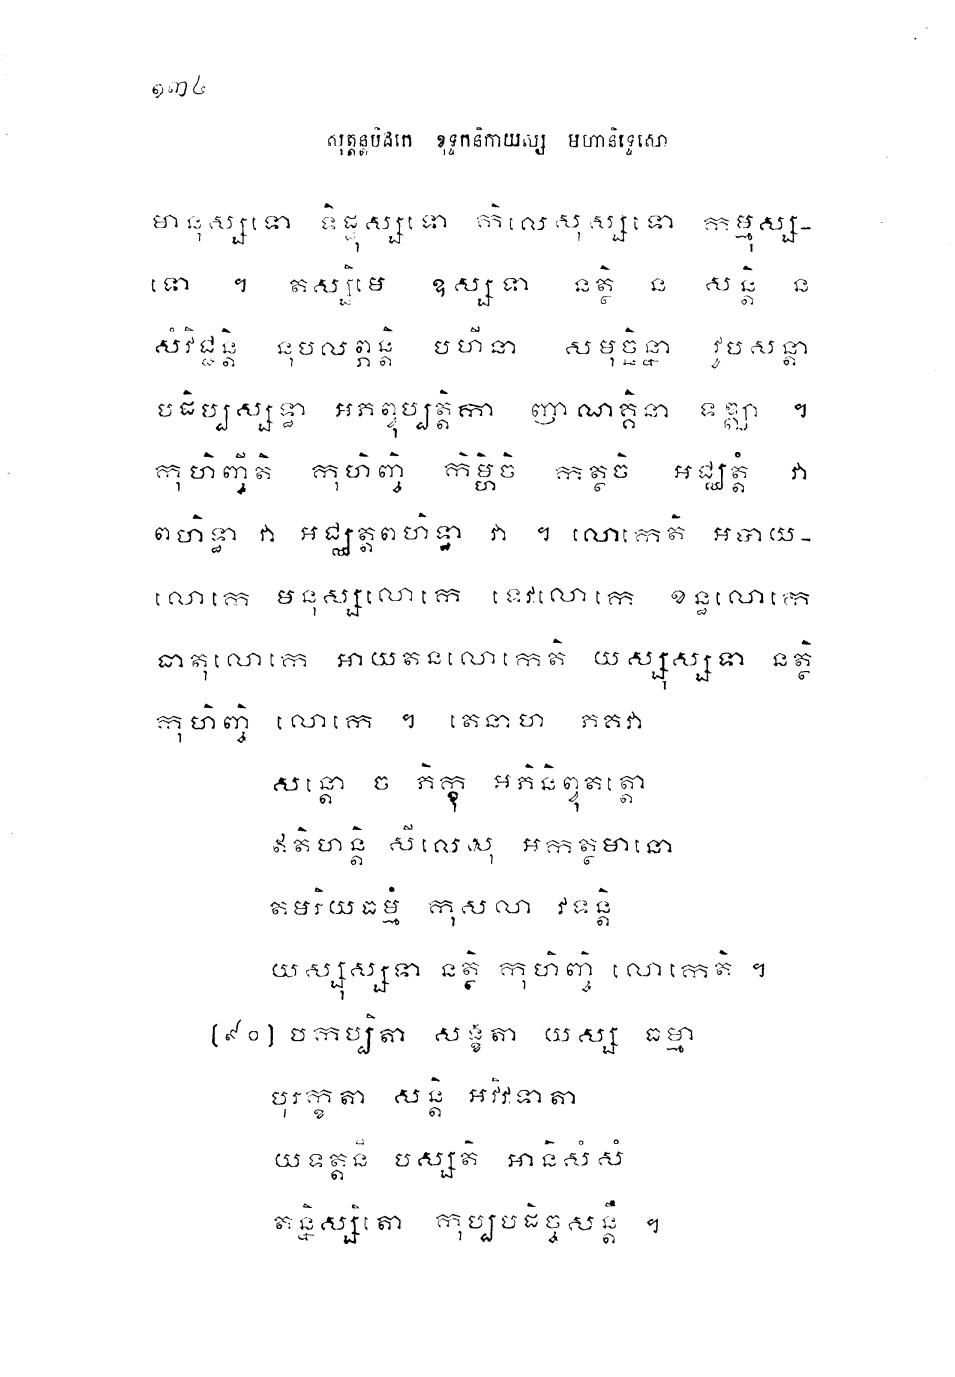 ១៣៤
សុត្តន្តបិដកេ ខុទ្ទកនិកាយស្ស មហានិទ្ទេសោ
មានុស្សទោ ទិដ្ឋុស្សទោ កិលេសុស្សទោ កម្មុស្ស-
ទោ ។ តស្សិមេ ឧស្សទា នត្ថិ ន សន្តិ ន
សំវិជ្ជន្តិ នុបលព្ភន្តិ បហីនា សមុច្ឆិន្នា វូបសន្តា
បដិប្បស្សទ្ធា អភព្វុប្បត្តិកា ញាណគ្គិនា ទឌ្ឍា ។
កុហិញ្ចីតិ កុហិញ្ចិ កិម្ហិចិ កត្ថចិ អជ្ឈត្តំ វា
ពហិទ្ធា វា អជ្ឈត្តពហិទ្ធា វា ។ លោកេតិ អបាយ-
លោកេ មនុស្សលោកេ ទេវលោកេ ខន្ធលោកេ
ធាតុលោកេ អាយតនលោកេតិ យស្សុស្សទា នត្ថិ
កុហិញ្ចិ លោកេ ។ តេនាហ ភគវា
សន្តោ ច ភិក្ខុ អភិនិព្វុតត្តោ
ឥតិហន្តិ សីលេសុ អកត្ថមានោ
តមរិយធម្មំ កុសលា វទន្តិ
យស្សុស្សទា នត្ថិ កុហិញ្ចិ លោកេតិ ។
(៩០) បកប្បិតា សង្ខតា យស្ស ធម្មា
បុរក្ខតា សន្តិ អវីវទាតា
យទត្តនី បស្សតិ អានិសំសំ
តន្និស្សិតោ កុប្បបដិច្ចសន្តឹ ។